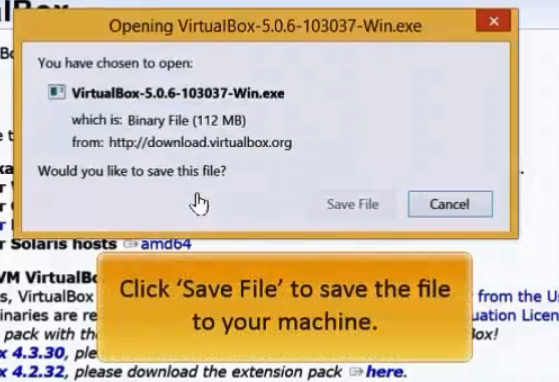 Opening VirtualBox-5.0.6-103037-Win.exe
x
You have chosen to open:
VirtualBox-5.0.6-103037-Win.exe
which is: Binary File (112 MB)
from: http://download.virtualbox.org
Would you like to save this file?
Save File Cancel
r Solaris hosts amd64
VM VirtualBo
s, VirtualBox from the U
inaries are re uation Licen
pack with th ox!
x 4.3.30, ple
x 4.2.32, please download the extension pack here.
Click ‘Save File’ to save the file
to your machine.